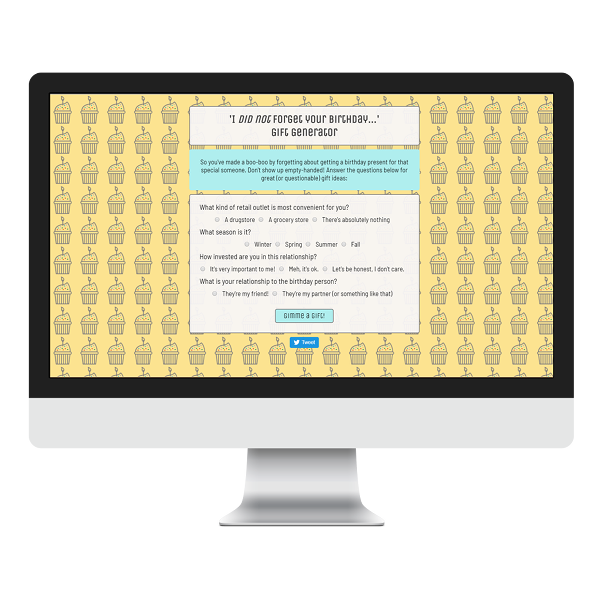 'I DID NOT FORGET YOUR BIRTHDAY...'
GIFT GENERATOR
So you've made a boo-boo by forgetting about getting a birthday present for that
special someone. Don't show up empty-handed! Answer the questions below for
great (or questionable) gift ideas:
What kind of retail outlet is most convenient for you?
A drugstore A grocery store There's absolutely nothing
What season is it?
Winter Spring Summer Fall
How invested are you in this relationship?
It's very important to me! Meh, it's ok. Let's be honest, I don't care.
What is your relationship to the birthday person?
They're my friend! They're my partner (or something like that)
GIMME A GIFT!
Tweet